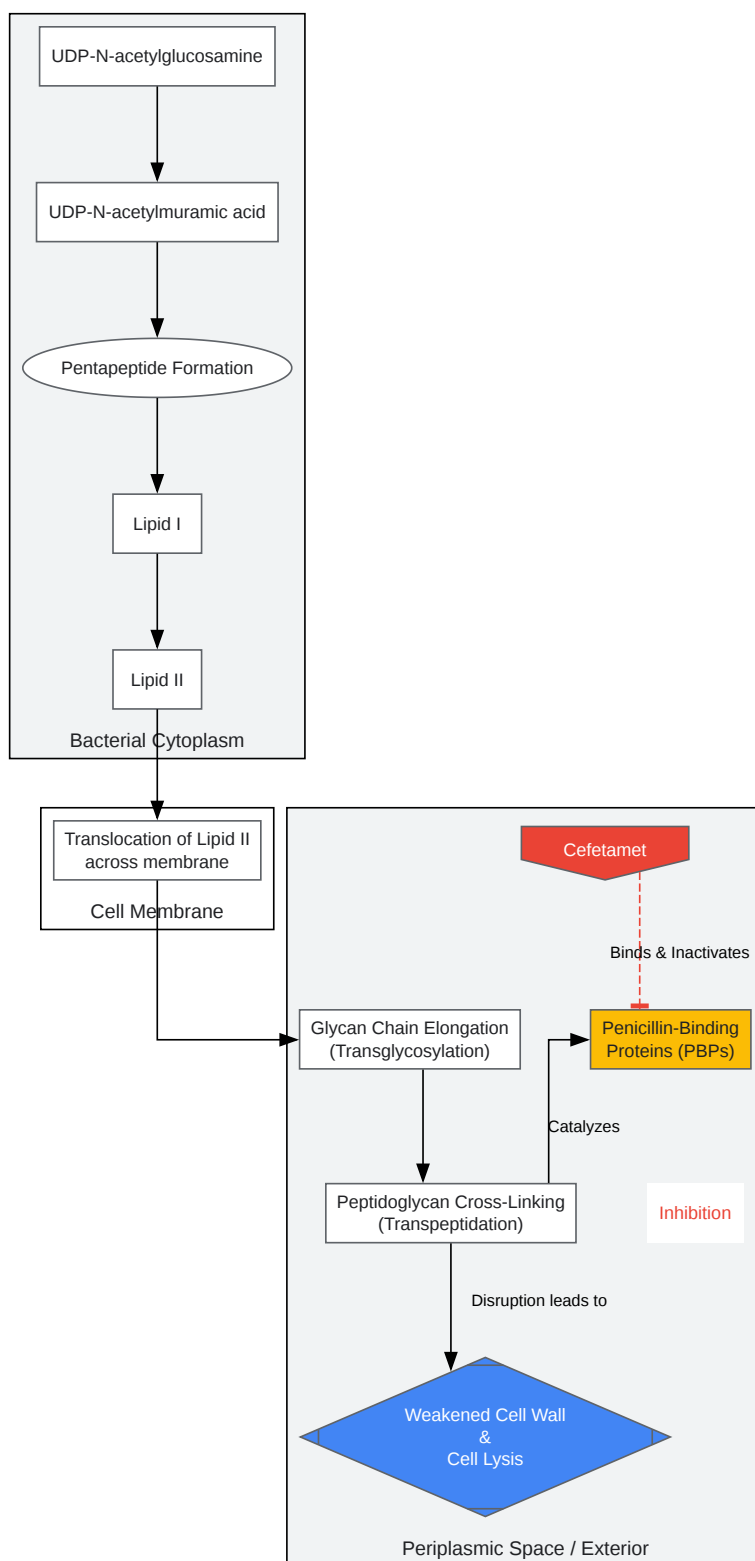 UDP-N-acetylglucosamine
UDP-N-acetylmuramic acid
Pentapeptide Formation
Lipid I
Lipid II
Bacterial Cytoplasm
Translocation of Lipid II
across membrane
Cell Membrane
Cefetamet
Binds & Inactivates
Glycan Chain Elongation
(Transglycosylation)
Penicillin-Binding
Proteins (PBPs)
Catalyzes
Peptidoglycan Cross-Linking
(Transpeptidation)
Inhibition
Disruption leads to
Weakened Cell Wall
&
Cell Lysis
Periplasmic Space / Exterior